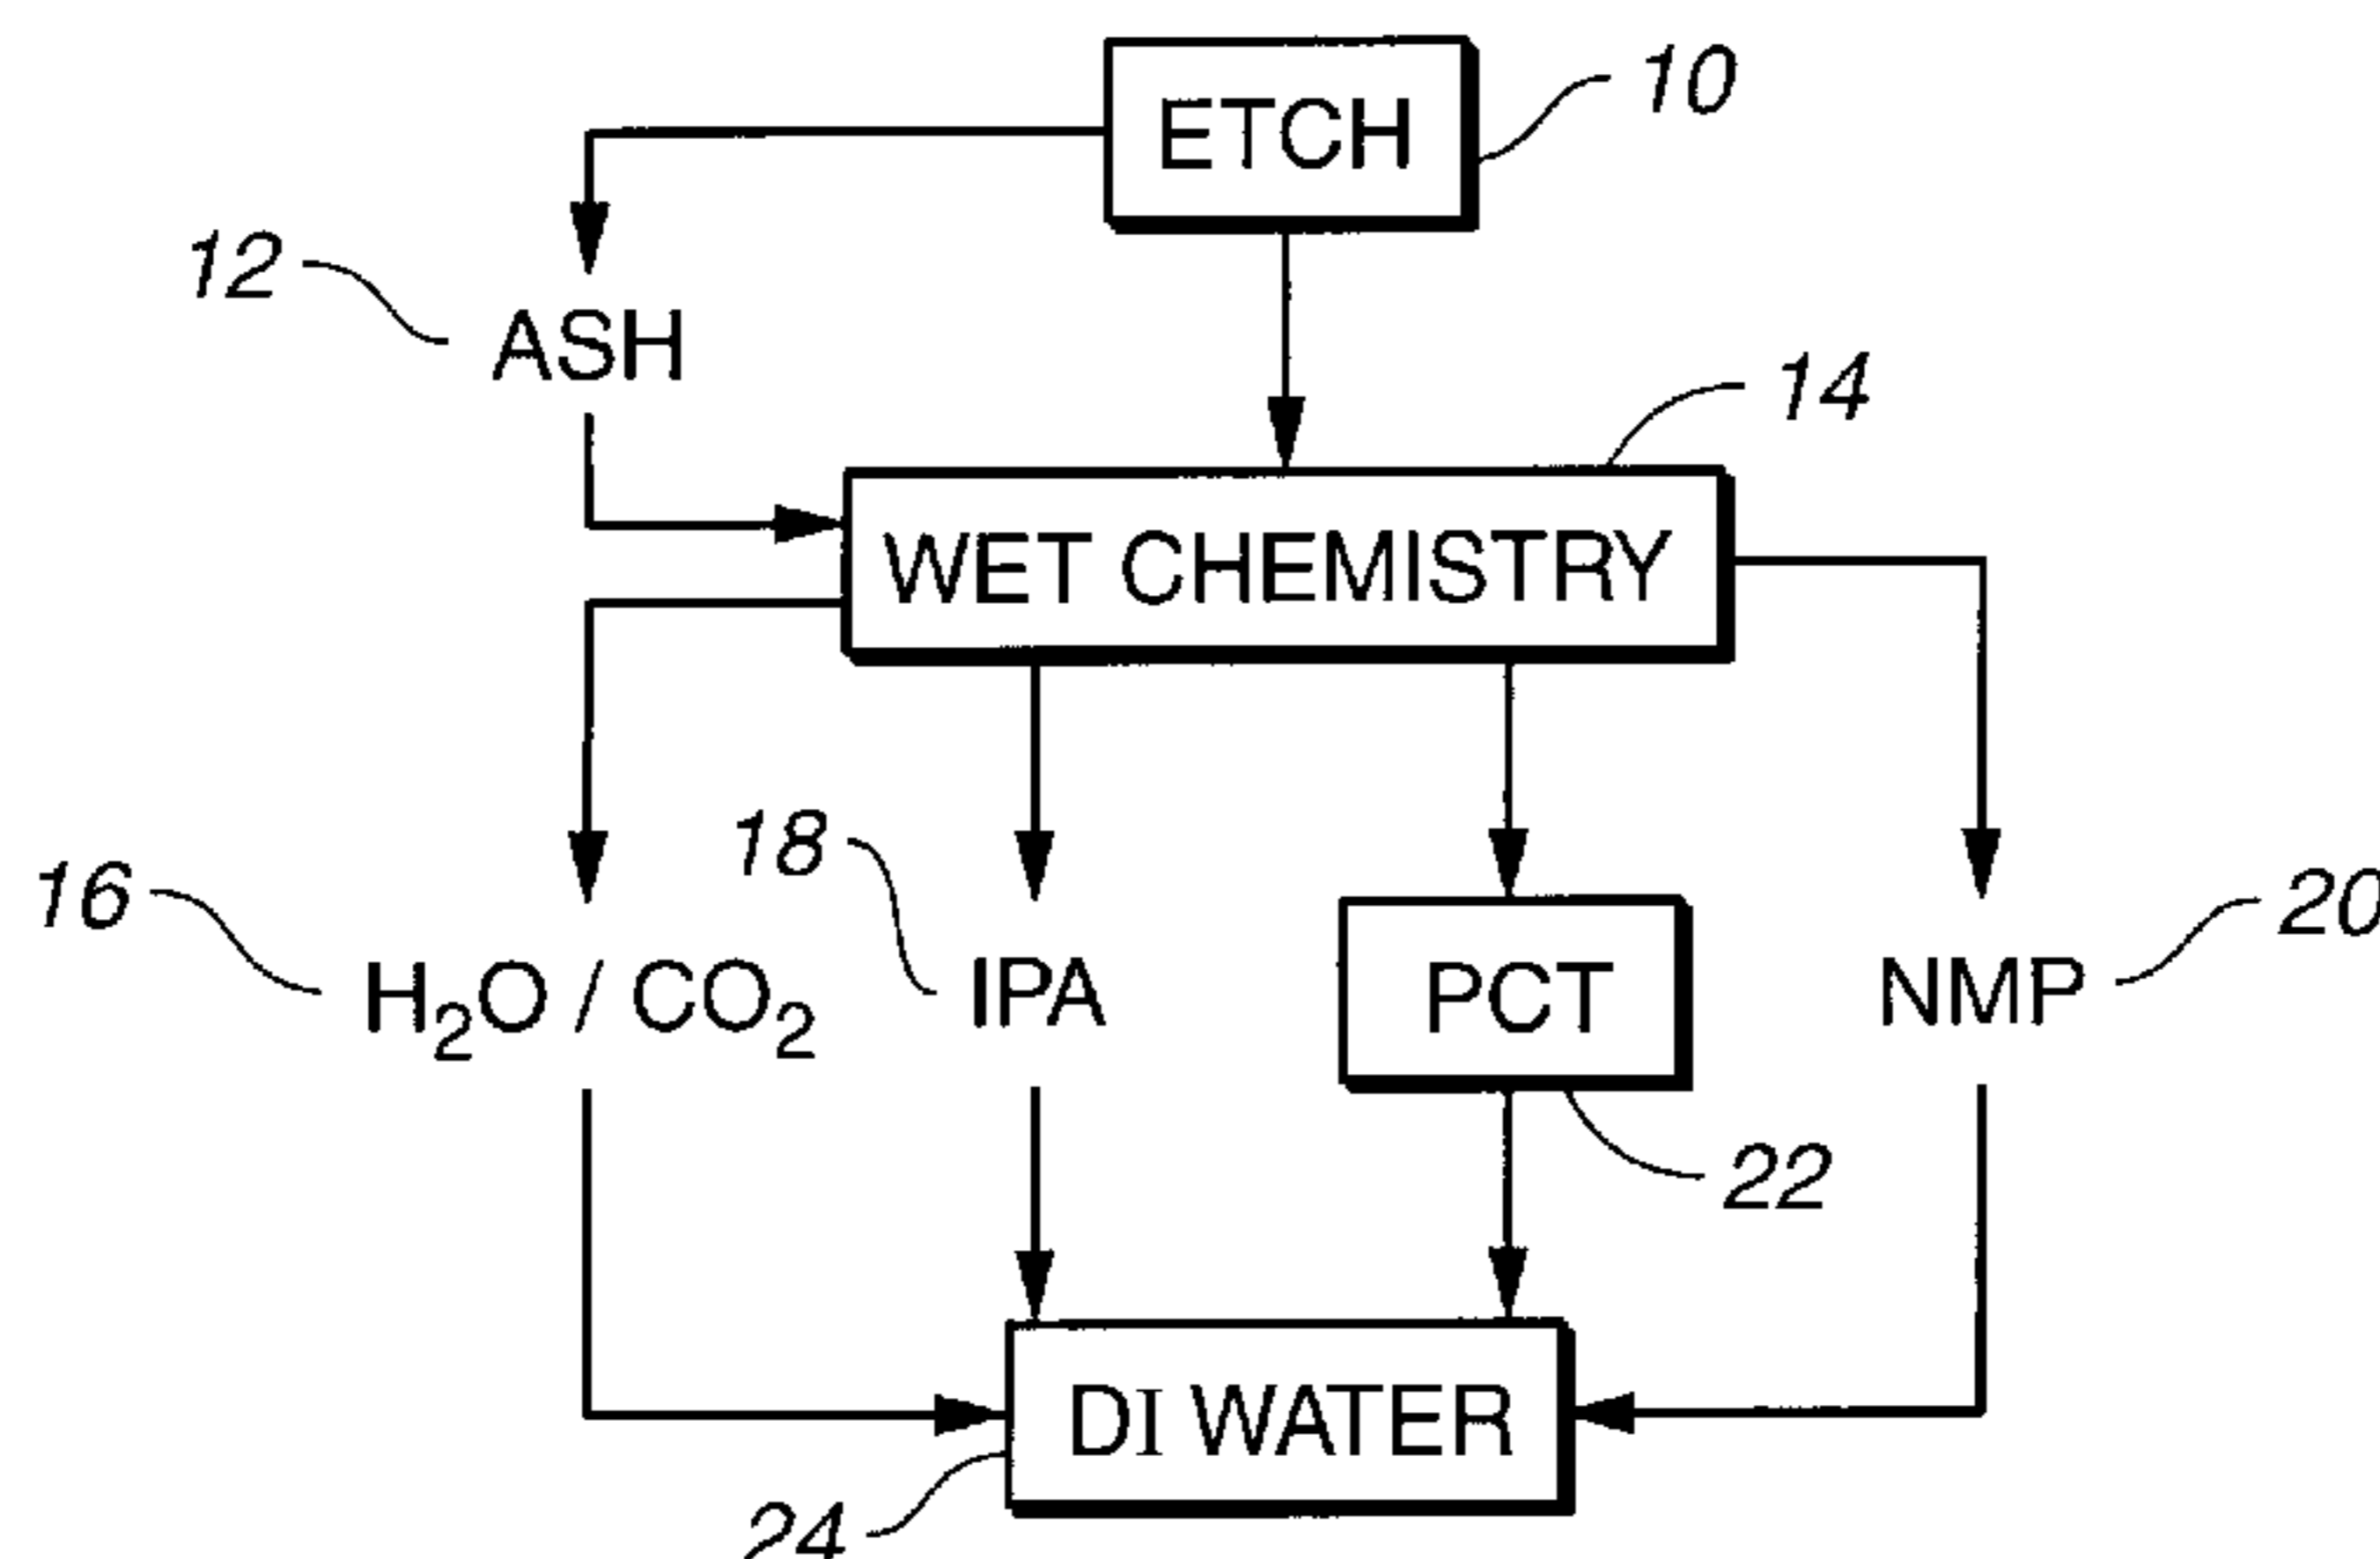 ETCH
10
12
ASH
14
WET CHEMISTRY
18
16
20
H₂O / CO₂
IPA
PCT
NMP
22
DI WATER
24